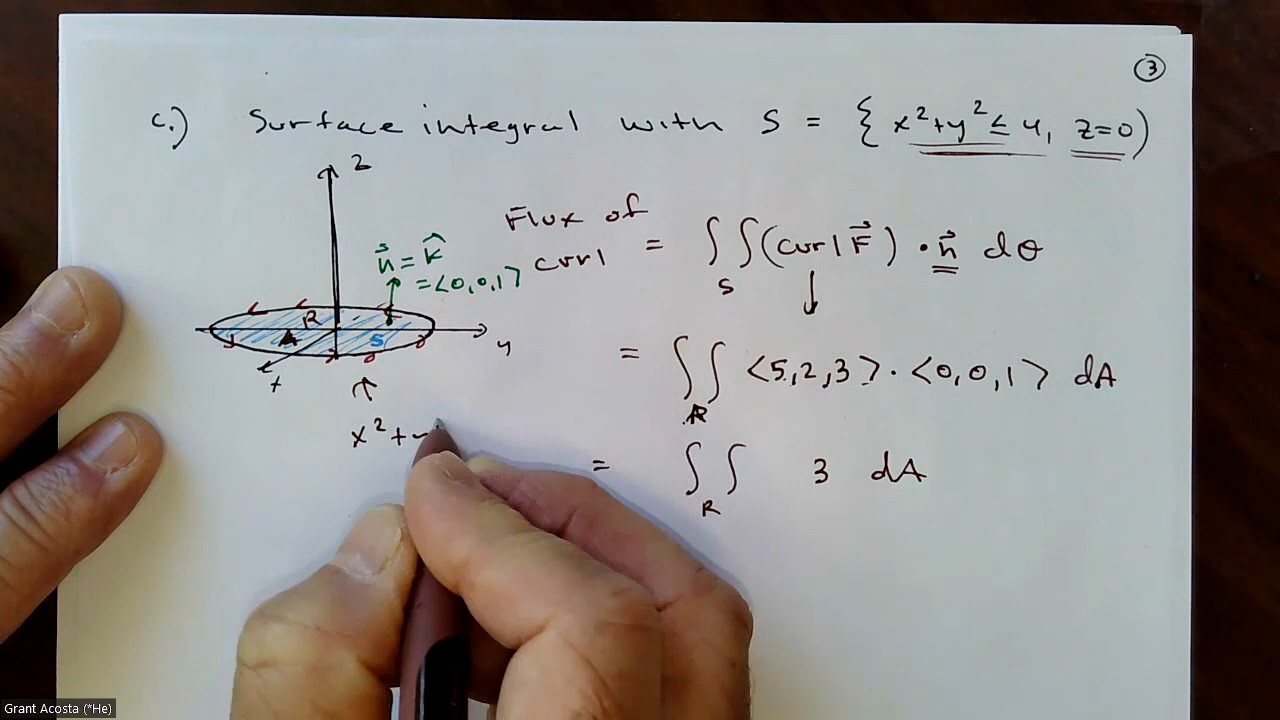 ③
c.) Surface integral with S = { x²+y² ≤ 4, z=0 )
z
Flux of
curl = ∫∫_S (curl F⃗) · n⃗ dσ
n⃗ = k̂
= ⟨0,0,1⟩
R
S
y
x
= ∫∫_R ⟨5,2,3⟩ · ⟨0,0,1⟩ dA
x² +
= ∫∫_R 3 dA
Grant Acosta (*He)